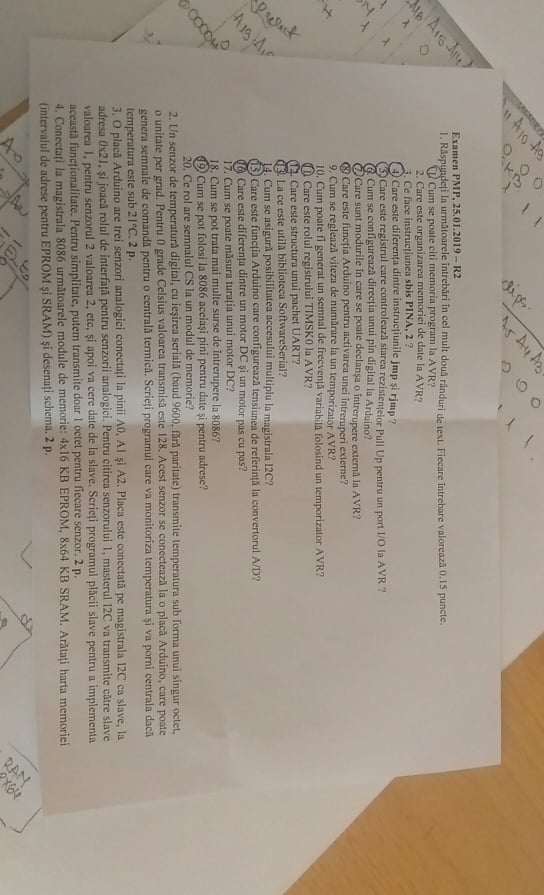 Examen PMP, 25.01.2019 – R2
1. Răspundeți la următoarele întrebări în cel mult două rânduri de text. Fiecare întrebare valorează 0.15 puncte.
1. Cum se poate citi memoria program la AVR?
2. Care este organizarea memoriei de date la AVR?
3. Ce face instrucțiunea sbis PINA, 2 ?
4. Care este diferența dintre instrucțiunile jmp și rjmp ?
5. Care este registrul care controlează starea rezistențelor Pull Up pentru un port I/O la AVR ?
6. Cum se configurează direcția unui pin digital la Arduino?
7. Care sunt modurile în care se poate declanșa o întrerupere externă la AVR?
8. Care este funcția Arduino pentru activarea unei întreruperi externe?
9. Cum se reglează viteza de numărare la un temporizator AVR?
10. Cum poate fi generat un semnal de frecvență variabilă folosind un temporizator AVR?
11. Care este rolul registrului TIMSK0 la AVR?
12. Care este structura unui pachet UART?
13. La ce este utilă biblioteca SoftwareSerial?
14. Cum se asigură posibilitatea accesului multiplu la magistrala I2C?
15. Care este funcția Arduino care configurează tensiunea de referință la convertorul A/D?
16. Care este diferența dintre un motor DC și un motor pas cu pas?
17. Cum se poate măsura turația unui motor DC?
18. Cum se pot trata mai multe surse de întrerupere la 8086?
19. Cum se pot folosi la 8086 aceiași pini pentru date și pentru adrese?
20. Ce rol are semnalul CS la un modul de memorie?
2. Un senzor de temperatură digital, cu ieșirea serială (baud 9600, fără paritate) transmite temperatura sub forma unui singur octet,
o unitate per grad. Pentru 0 grade Celsius valoarea transmisă este 128. Acest senzor se conectează la o placă Arduino, care poate
genera semnale de comandă pentru o centrală termică. Scrieți programul care va monitoriza temperatura și va porni centrala dacă
temperatura este sub 21°C. 2 p.
3. O placă Arduino are trei senzori analogici conectați la pinii A0, A1 și A2. Placa este conectată pe magistrala I2C ca slave, la
adresa 0x21, și joacă rolul de interfață pentru senzorii analogici. Pentru citirea senzorului 1, masterul I2C va transmite către slave
valoarea 1, pentru senzorul 2 valoarea 2, etc, și apoi va cere date de la slave. Scrieți programul plăcii slave pentru a implementa
această funcționalitate. Pentru simplitate, putem transmite doar 1 octet pentru fiecare senzor. 2 p.
4. Conectați la magistrala 8086 următoarele module de memorie: 4x16 KB EPROM, 8x64 KB SRAM. Arătați harta memoriei
(intervalul de adrese pentru EPROM și SRAM) și desenați schema. 2 p.